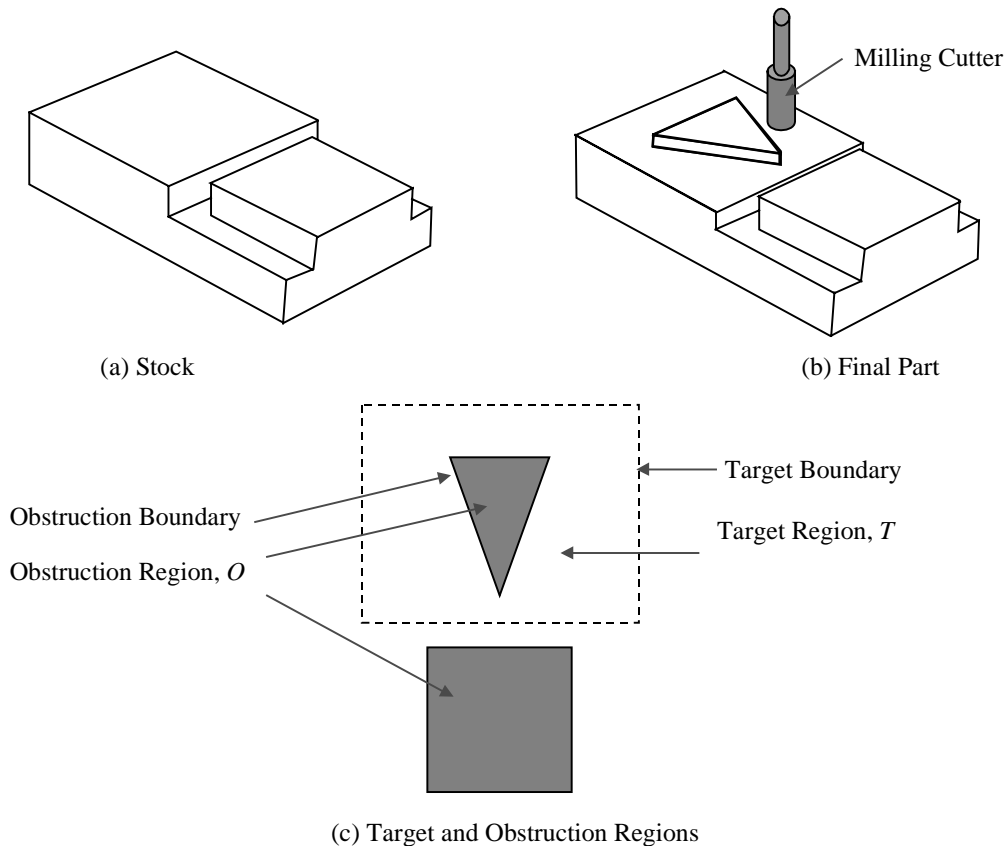 Milling Cutter
(a) Stock
(b) Final Part
Target Boundary
Obstruction Boundary
Target Region, T
Obstruction Region, O
(c) Target and Obstruction Regions